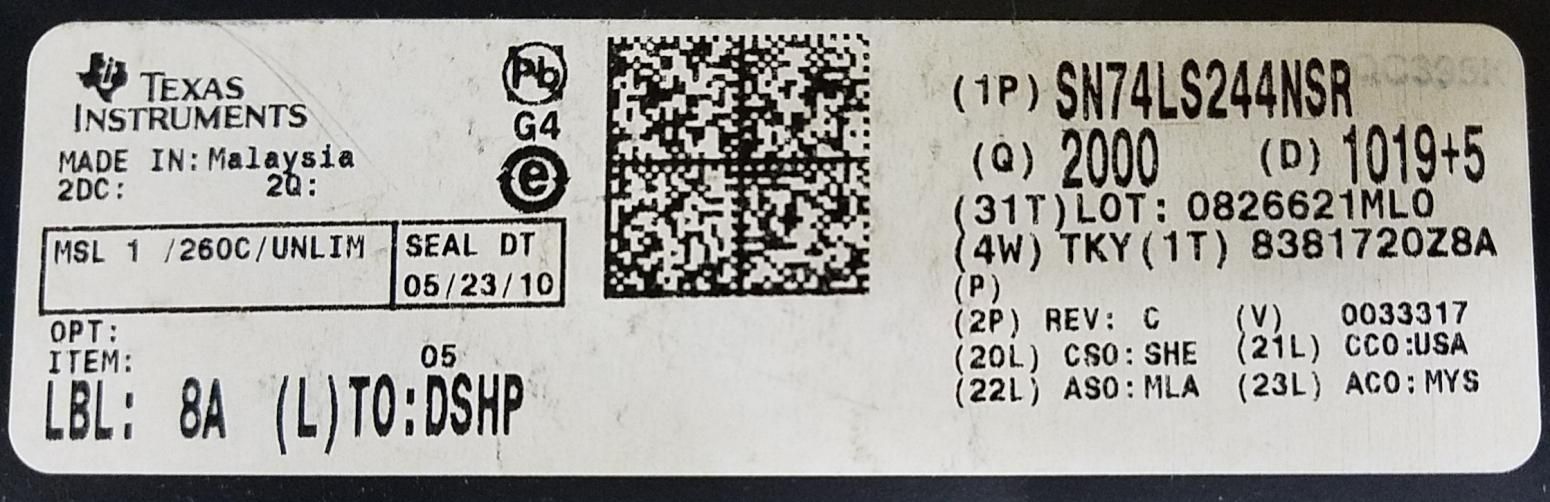 TEXAS
INSTRUMENTS
MADE IN: Malaysia
2DC: 2Q:
MSL 1 /260C/UNLIM
SEAL DT
05/23/10
OPT:
ITEM: 05
LBL: 8A (L)TO:DSHP
Pb
G4
e
(1P) SN74LS244NSR
(Q) 2000 (D) 1019+5
(31T)LOT: 0826621MLO
(4W) TKY(1T) 8381720Z8A
(P)
(2P) REV: C (V) 0033317
(20L) CSO:SHE (21L) CCO:USA
(22L) ASO:MLA (23L) ACO:MYS